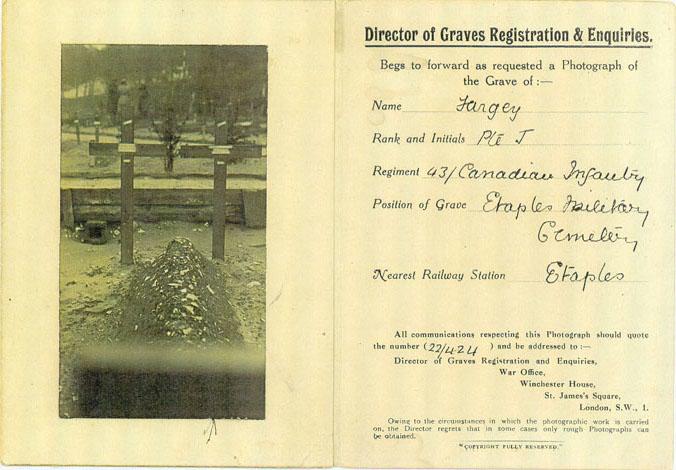 Director of Graves Registration & Enquiries.
Begs to forward as requested a Photograph of
the Grave of :—
Name Fargey
Rank and Initials Pte J
Regiment 43/Canadian Infantry
Position of Grave Etaples Military
Cemetery
Nearest Railway Station Etaples
All communications respecting this Photograph should quote
the number (22/4.24 ) and be addressed to :—
Director of Graves Registration and Enquiries,
War Office,
Winchester House,
St. James's Square,
London, S.W., 1.
Owing to the circumstances in which the photographic work is carried
on, the Director regrets that in some cases only rough Photographs can
be obtained.
"COPYRIGHT FULLY RESERVED."